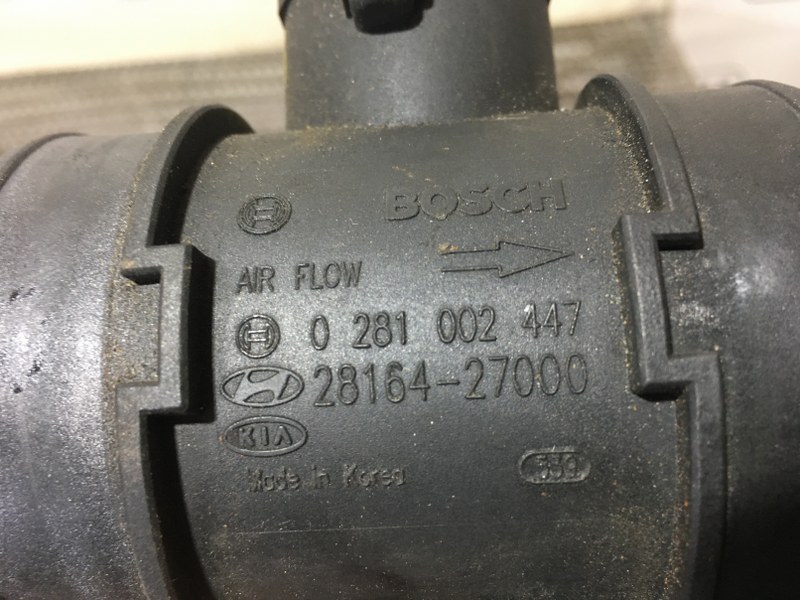 BOSCH
AIR FLOW
0 281 002 447
28164-27000
KIA
Made in Korea